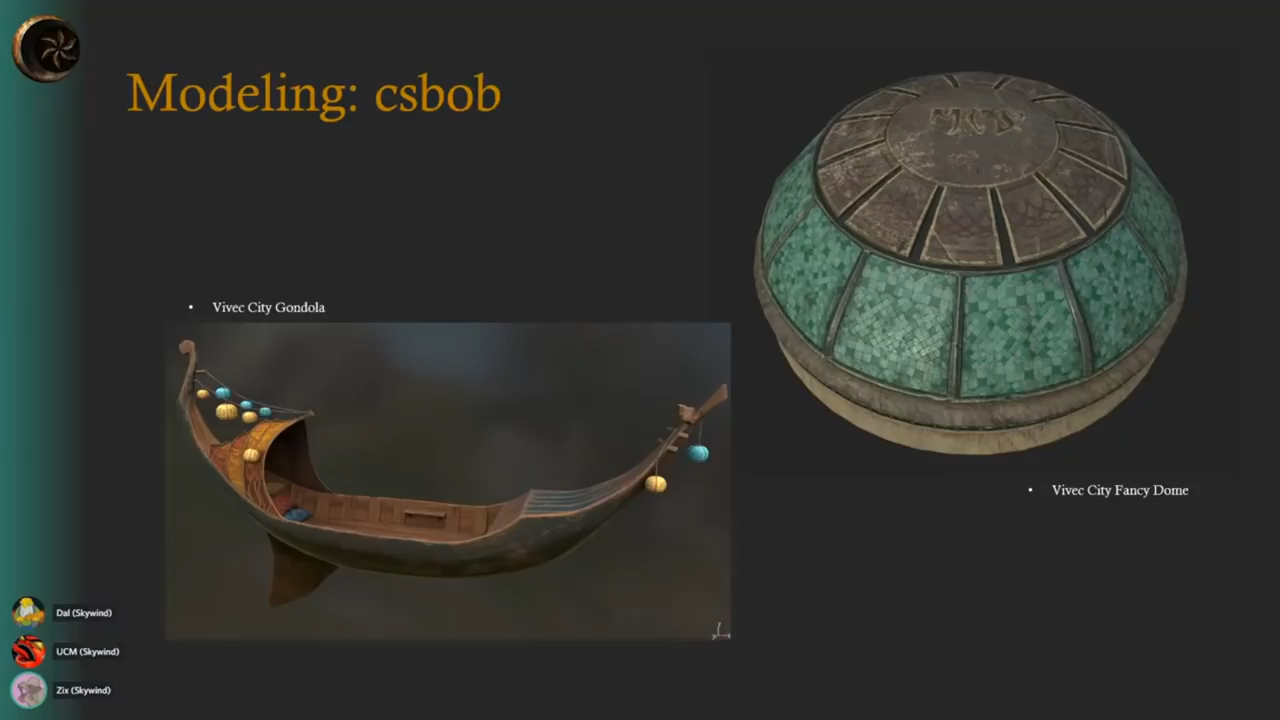 Modeling: csbob
• Vivec City Gondola
• Vivec City Fancy Dome
Dal (Skywind)
UCM (Skywind)
Zix (Skywind)